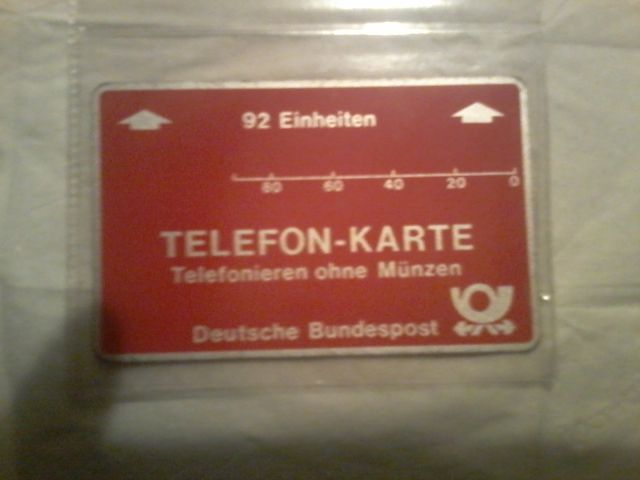 92 Einheiten
80 60 40 20 0
TELEFON-KARTE
Telefonieren ohne Münzen
Deutsche Bundespost